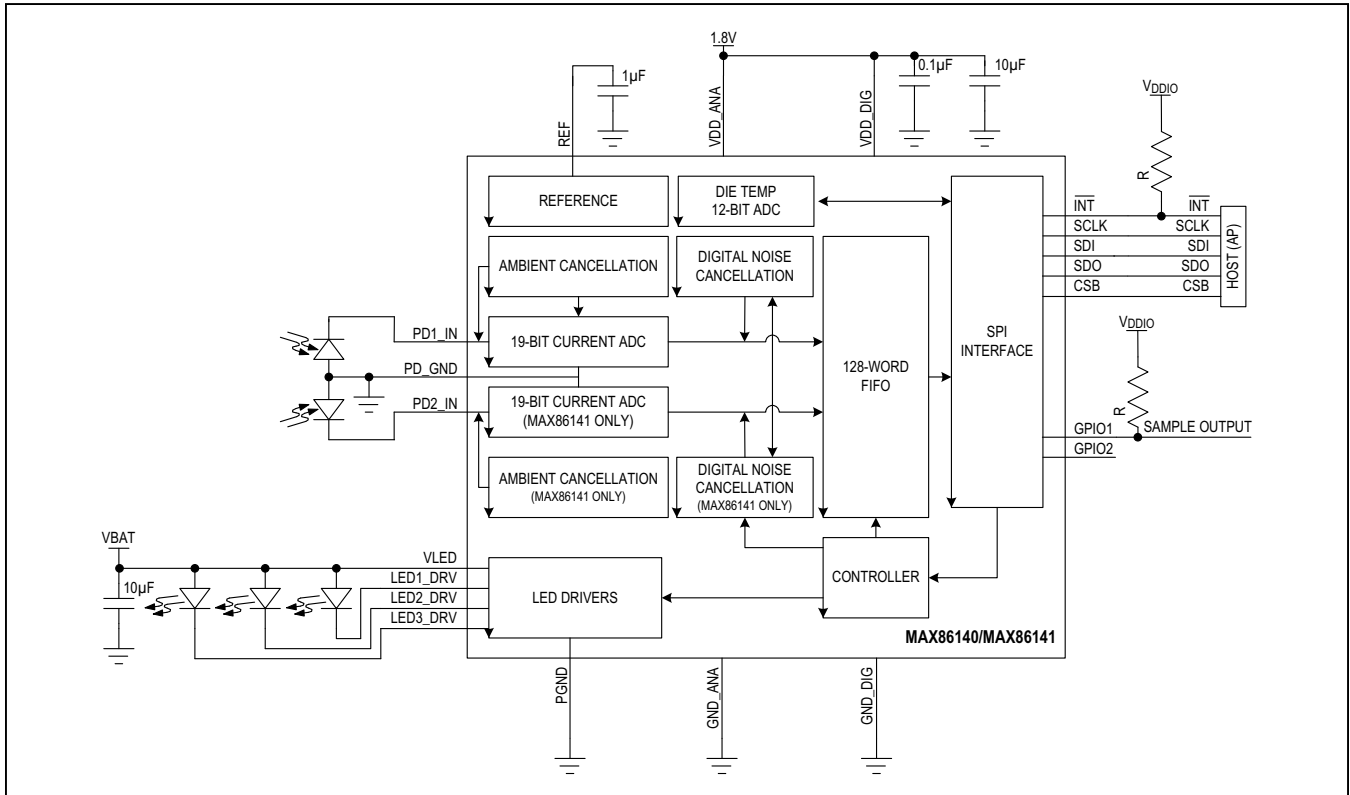 1.8V
1µF
0.1µF
10µF
VDDIO
REF
VDD_ANA
VDD_DIG
R
REFERENCE
DIE TEMP
12-BIT ADC
INT
INT
SCLK
SCLK
SDI
SDI
SDO
SDO
CSB
CSB
HOST (AP)
AMBIENT CANCELLATION
DIGITAL NOISE
CANCELLATION
SPI
INTERFACE
PD1_IN
19-BIT CURRENT ADC
128-WORD
FIFO
VDDIO
PD_GND
PD2_IN
19-BIT CURRENT ADC
(MAX86141 ONLY)
R
GPIO1
SAMPLE OUTPUT
GPIO2
AMBIENT CANCELLATION
(MAX86141 ONLY)
DIGITAL NOISE
CANCELLATION
(MAX86141 ONLY)
VBAT
10µF
VLED
LED1_DRV
LED2_DRV
LED3_DRV
LED DRIVERS
CONTROLLER
MAX86140/MAX86141
PGND
GND_ANA
GND_DIG